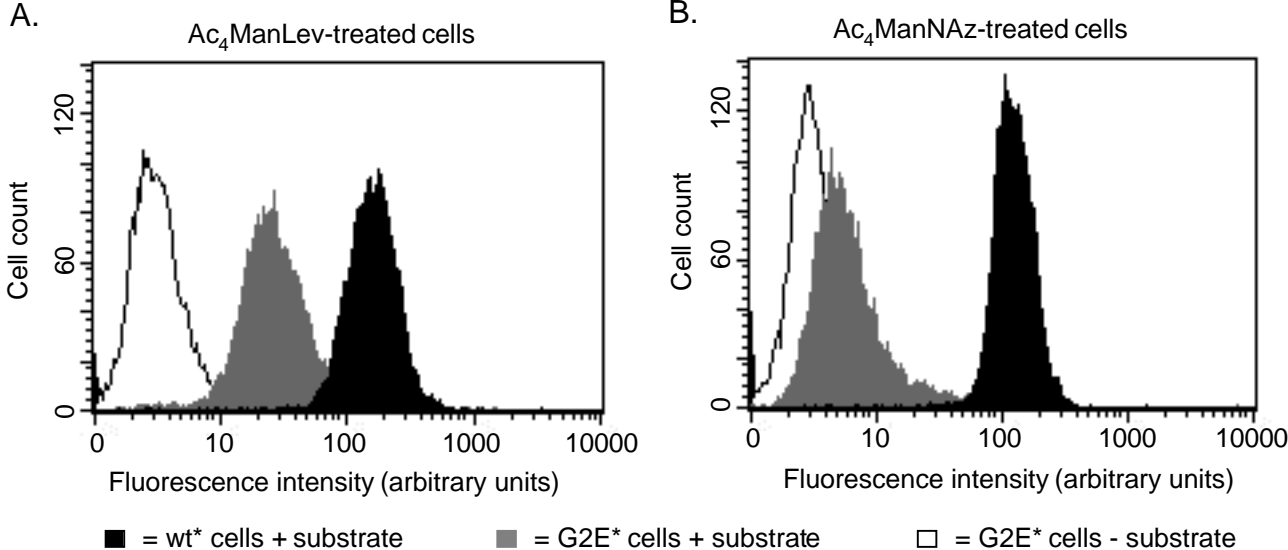 A.
Ac₄ManLev-treated cells
120
60
0
Cell count
0 10 100 1000 10000
Fluorescence intensity (arbitrary units)
B.
Ac₄ManNAz-treated cells
120
60
0
Cell count
0 10 100 1000 10000
Fluorescence intensity (arbitrary units)
= wt* cells + substrate = G2E* cells + substrate = G2E* cells - substrate